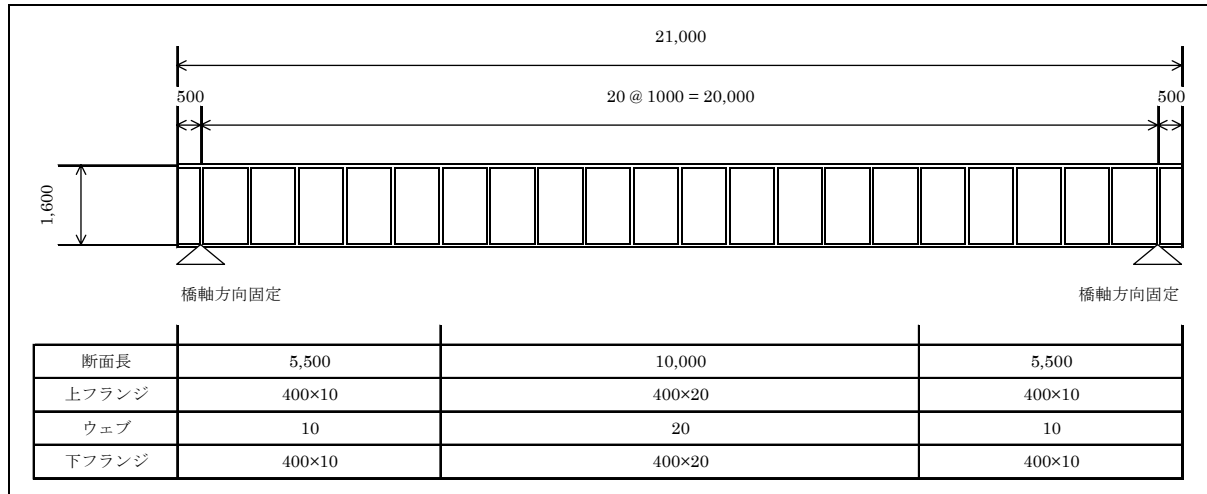 21,000
500 20 @ 1000 = 20,000 500
1,600
橋軸方向固定 橋軸方向固定
断面長 5,500 10,000 5,500
上フランジ 400×10 400×20 400×10
ウェブ 10 20 10
下フランジ 400×10 400×20 400×10